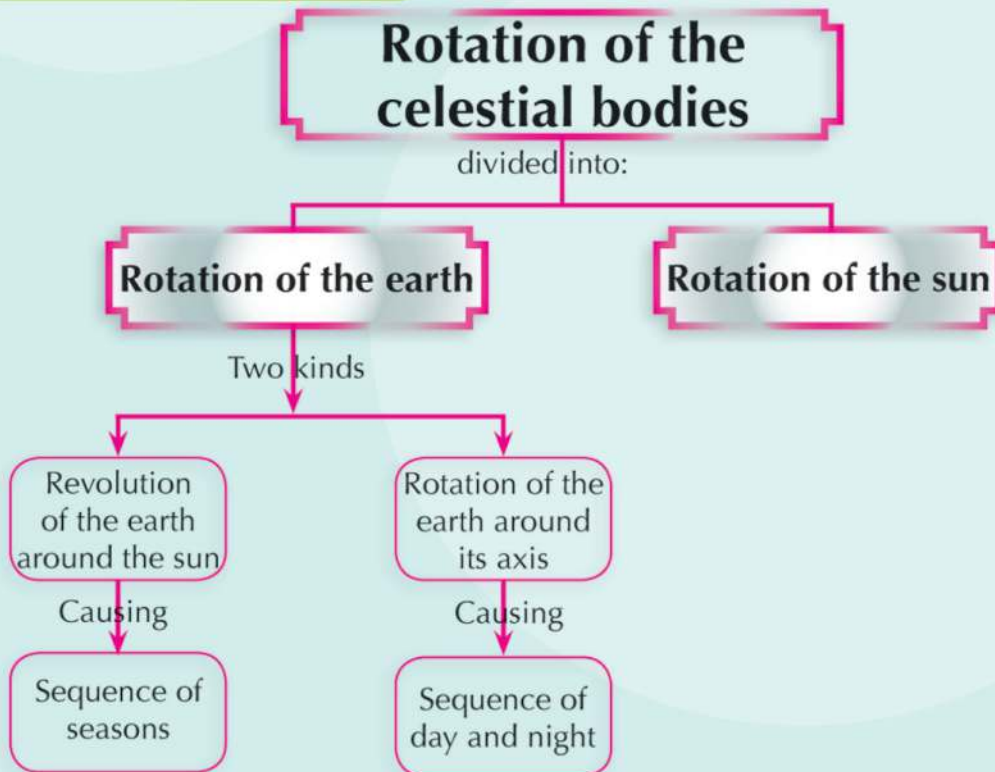 Rotation of the
celestial bodies
divided into:
Rotation of the earth
Rotation of the sun
Two kinds
Revolution
of the earth
around the sun
Rotation of the
earth around
its axis
Causing
Causing
Sequence of
seasons
Sequence of
day and night